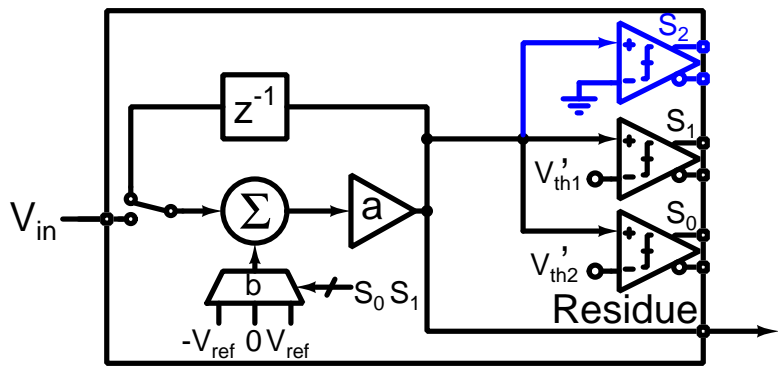 S2
z-1
S1
V'th1
Vin
Σ
a
S0
V'th2
b
S0 S1
-Vref 0 Vref
Residue